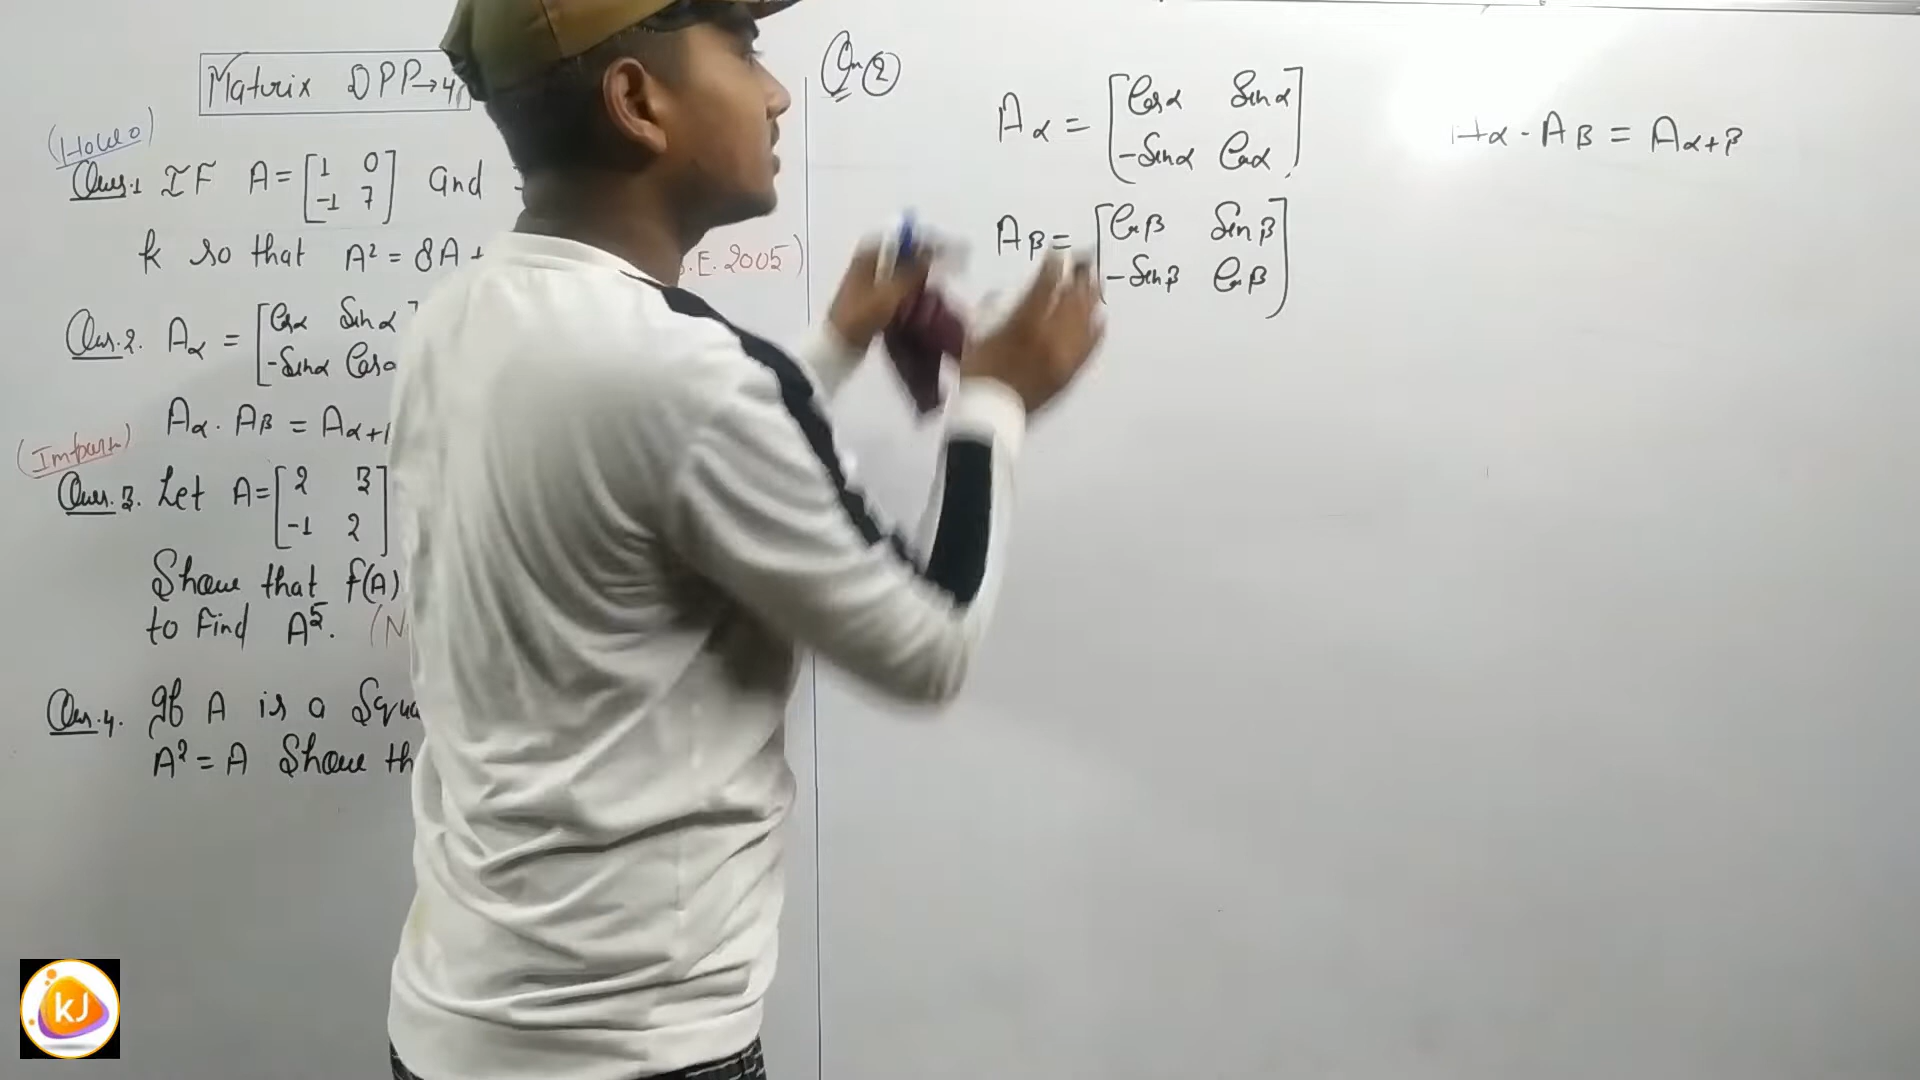 Matrix DPP→4
(Hold)
Ques.1 IF A = [1 0 -1 7] and
k so that A² = 8A +
.E. 2005)
Ques.2. Aα = [Cosα Sinα -Sinα Cosα
Aα . Aβ = Aα+
(Import)
Ques.3. Let A = [2 3 -1 2]
Show that f(A)
to Find A⁵. (N
Ques.4. If A is a Squa
A² = A Show th
Qn ②
Aα = [Cosα Sinα -Sinα Cosα]
Aα . Aβ = Aα+β
Aβ = [Cosβ Sinβ -Sinβ Cosβ]
KJ